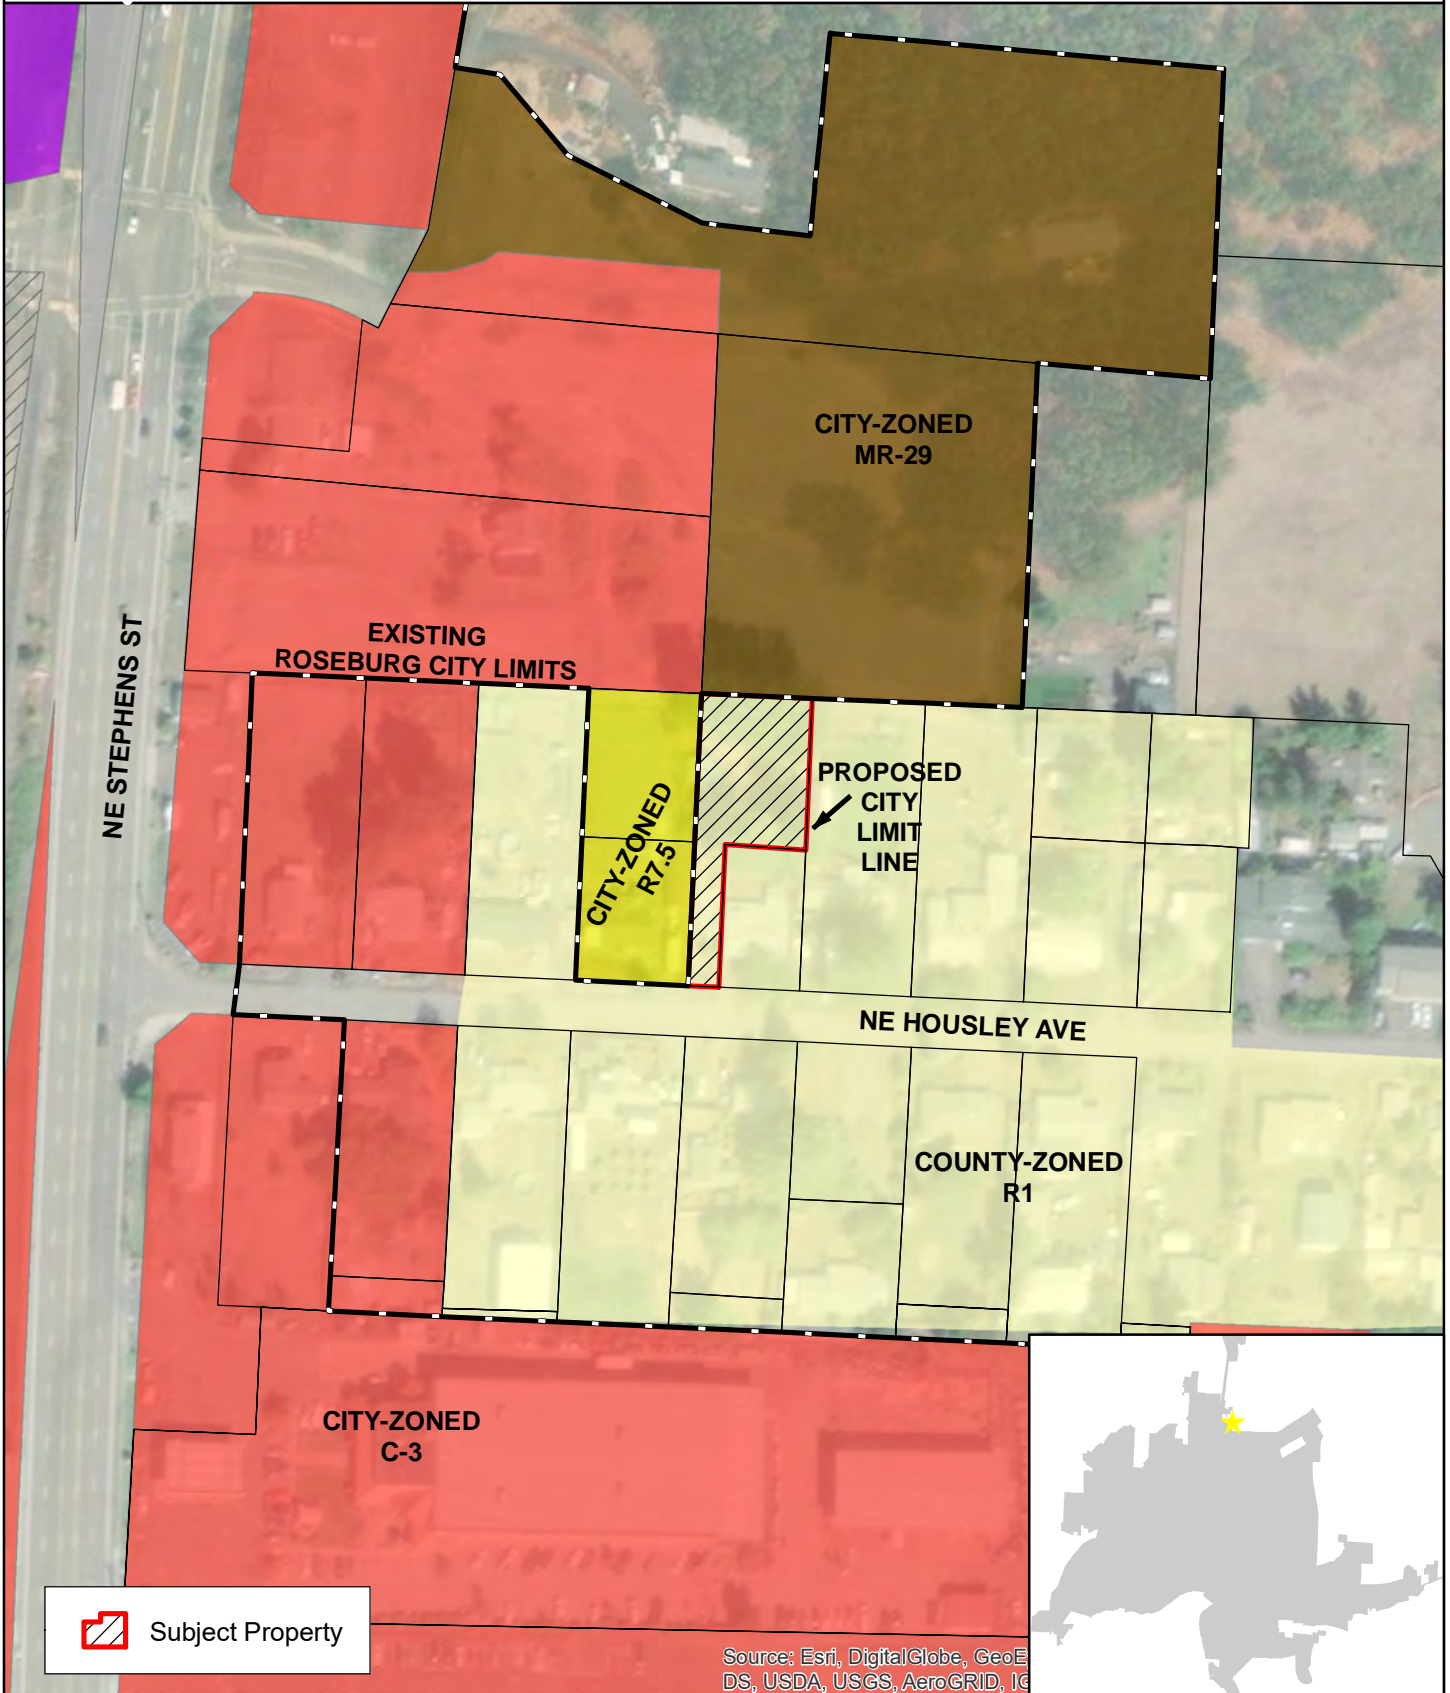 CITY-ZONED
MR-29
EXISTING
ROSEBURG CITY LIMITS
NE STEPHENS ST
CITY-ZONED
R7.5
PROPOSED
CITY
LIMIT
LINE
NE HOUSLEY AVE
COUNTY-ZONED
R1
CITY-ZONED
C-3
Subject Property
Source: Esri, DigitalGlobe, GeoE
DS, USDA, USGS, AeroGRID, IG